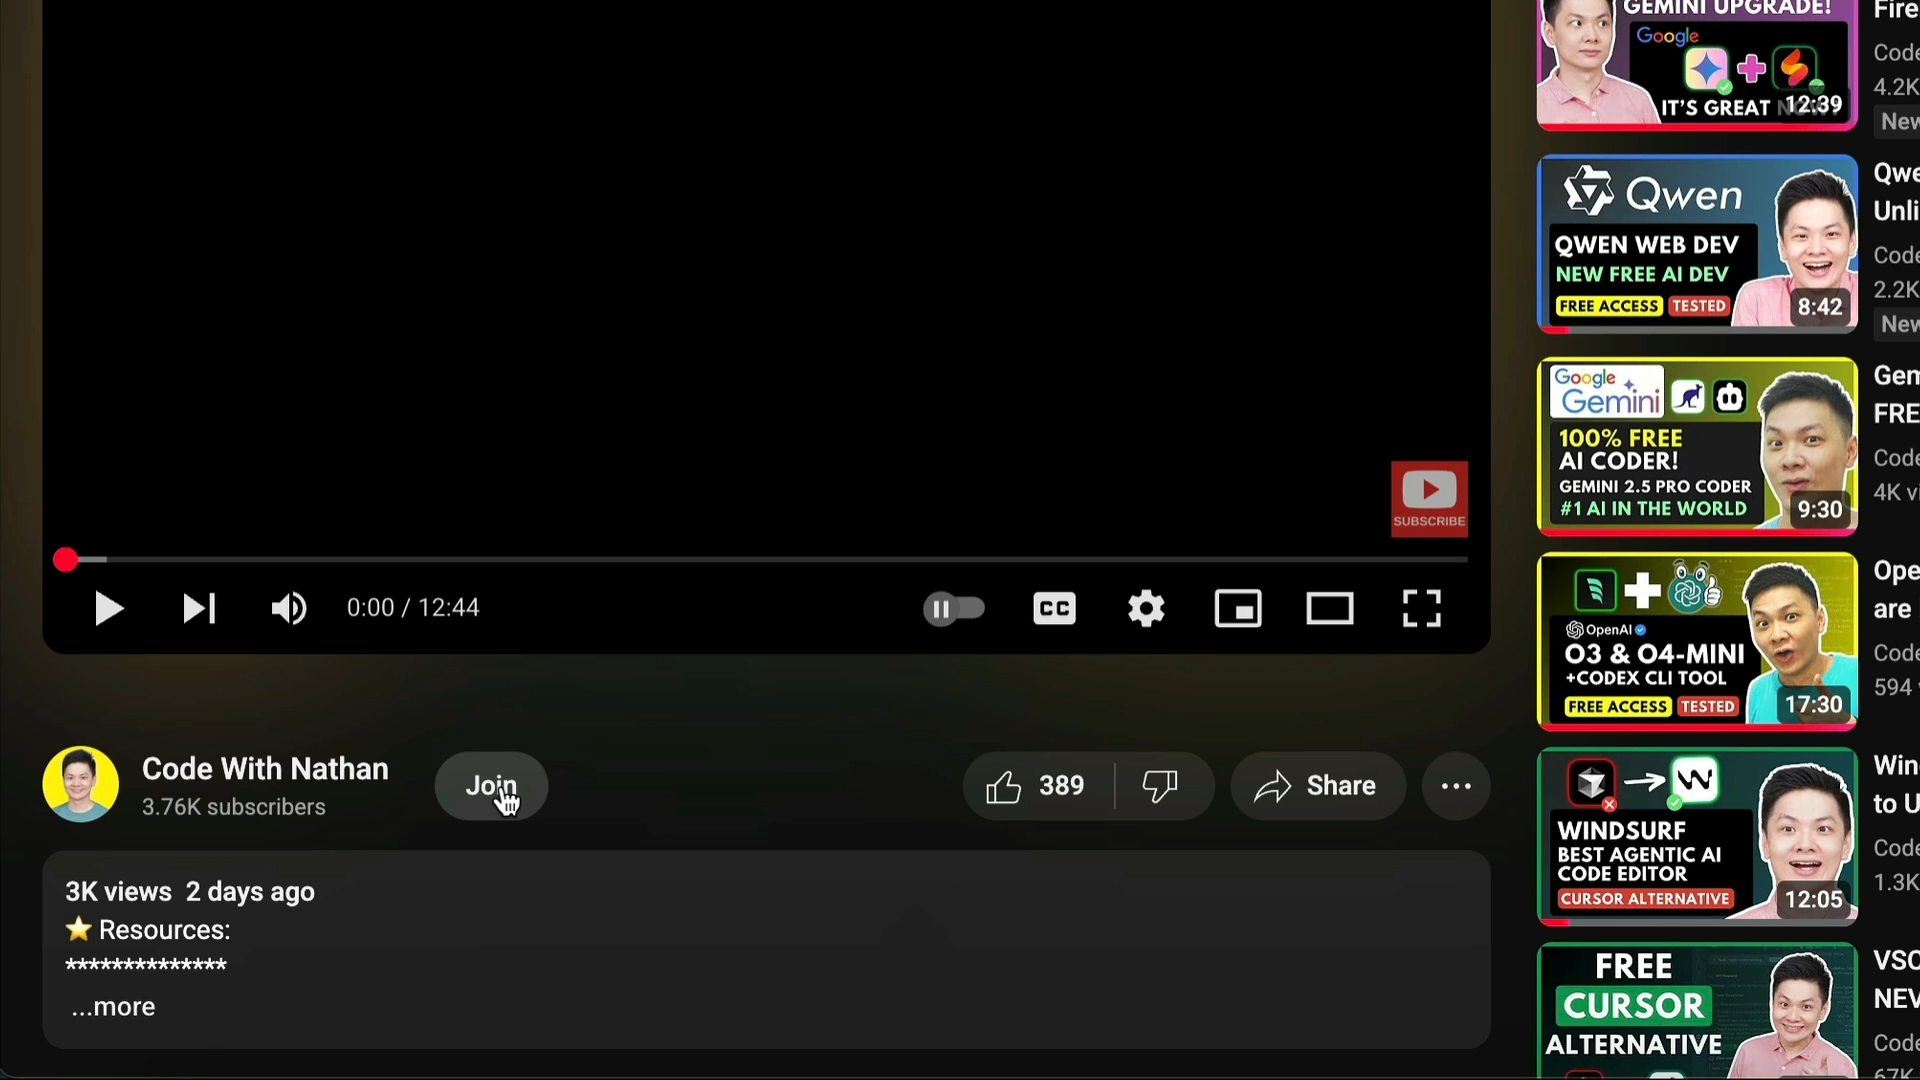 SUBSCRIBE
0:00 / 12:44
CC
Code With Nathan
3.76K subscribers
Join
389
Share
3K views 2 days ago
⭐ Resources:
**************
...more
GEMINI UPGRADE!
Google
IT'S GREAT
12:39
Fire
Code
4.2K
New
Qwen
QWEN WEB DEV
NEW FREE AI DEV
FREE ACCESS
TESTED
8:42
Qwe
Unli
Code
2.2K
New
Google
Gemini
100% FREE
AI CODER!
GEMINI 2.5 PRO CODER
#1 AI IN THE WORLD
9:30
Gem
FRE
Code
4K vi
OpenAI
O3 & O4-MINI
+CODEX CLI TOOL
FREE ACCESS
TESTED
17:30
Ope
are
Code
594
WINDSURF
BEST AGENTIC AI
CODE EDITOR
CURSOR ALTERNATIVE
12:05
Win
to U
Code
1.3K
FREE
CURSOR
ALTERNATIVE
VSC
NEV
Code
67K